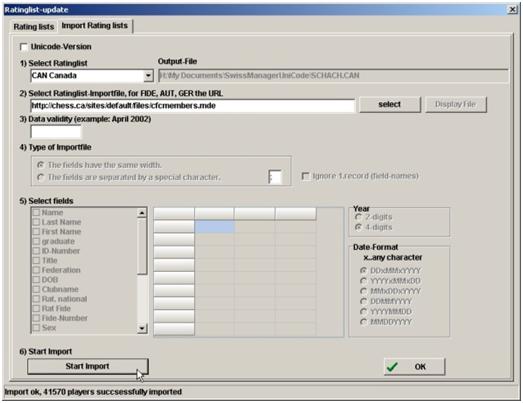 Ratinglist-update
Rating lists Import Rating lists
Unicode-Version
1) Select Ratinglist Output-File
CAN Canada H:\My Documents\SwissManagerUniCode\SCHACH.CAN
2) Select Ratinglist-Importfile, for FIDE, AUT, GER the URL
http://chess.ca/sites/default/files/cfcmembers.mde select Display File
3) Data validity (example: April 2002)
4) Type of Importfile
The fields have the same width.
The fields are separated by a special character. ; Ignore 1.record (field-names)
5) Select fields
Name
Last Name
First Name
graduate
ID-Number
Title
Federation
DOB
Clubname
Rat. national
Rat Fide
Fide-Number
Sex
Year
2-digits
4-digits
Date-Format
x..any character
DDxMMxYYYY
YYYYxMMxDD
MMxDDxYYYY
DDMMYYYY
YYYYMMDD
MMDDYYYY
6) Start Import
Start Import OK
Import ok, 41570 players succsessfully imported